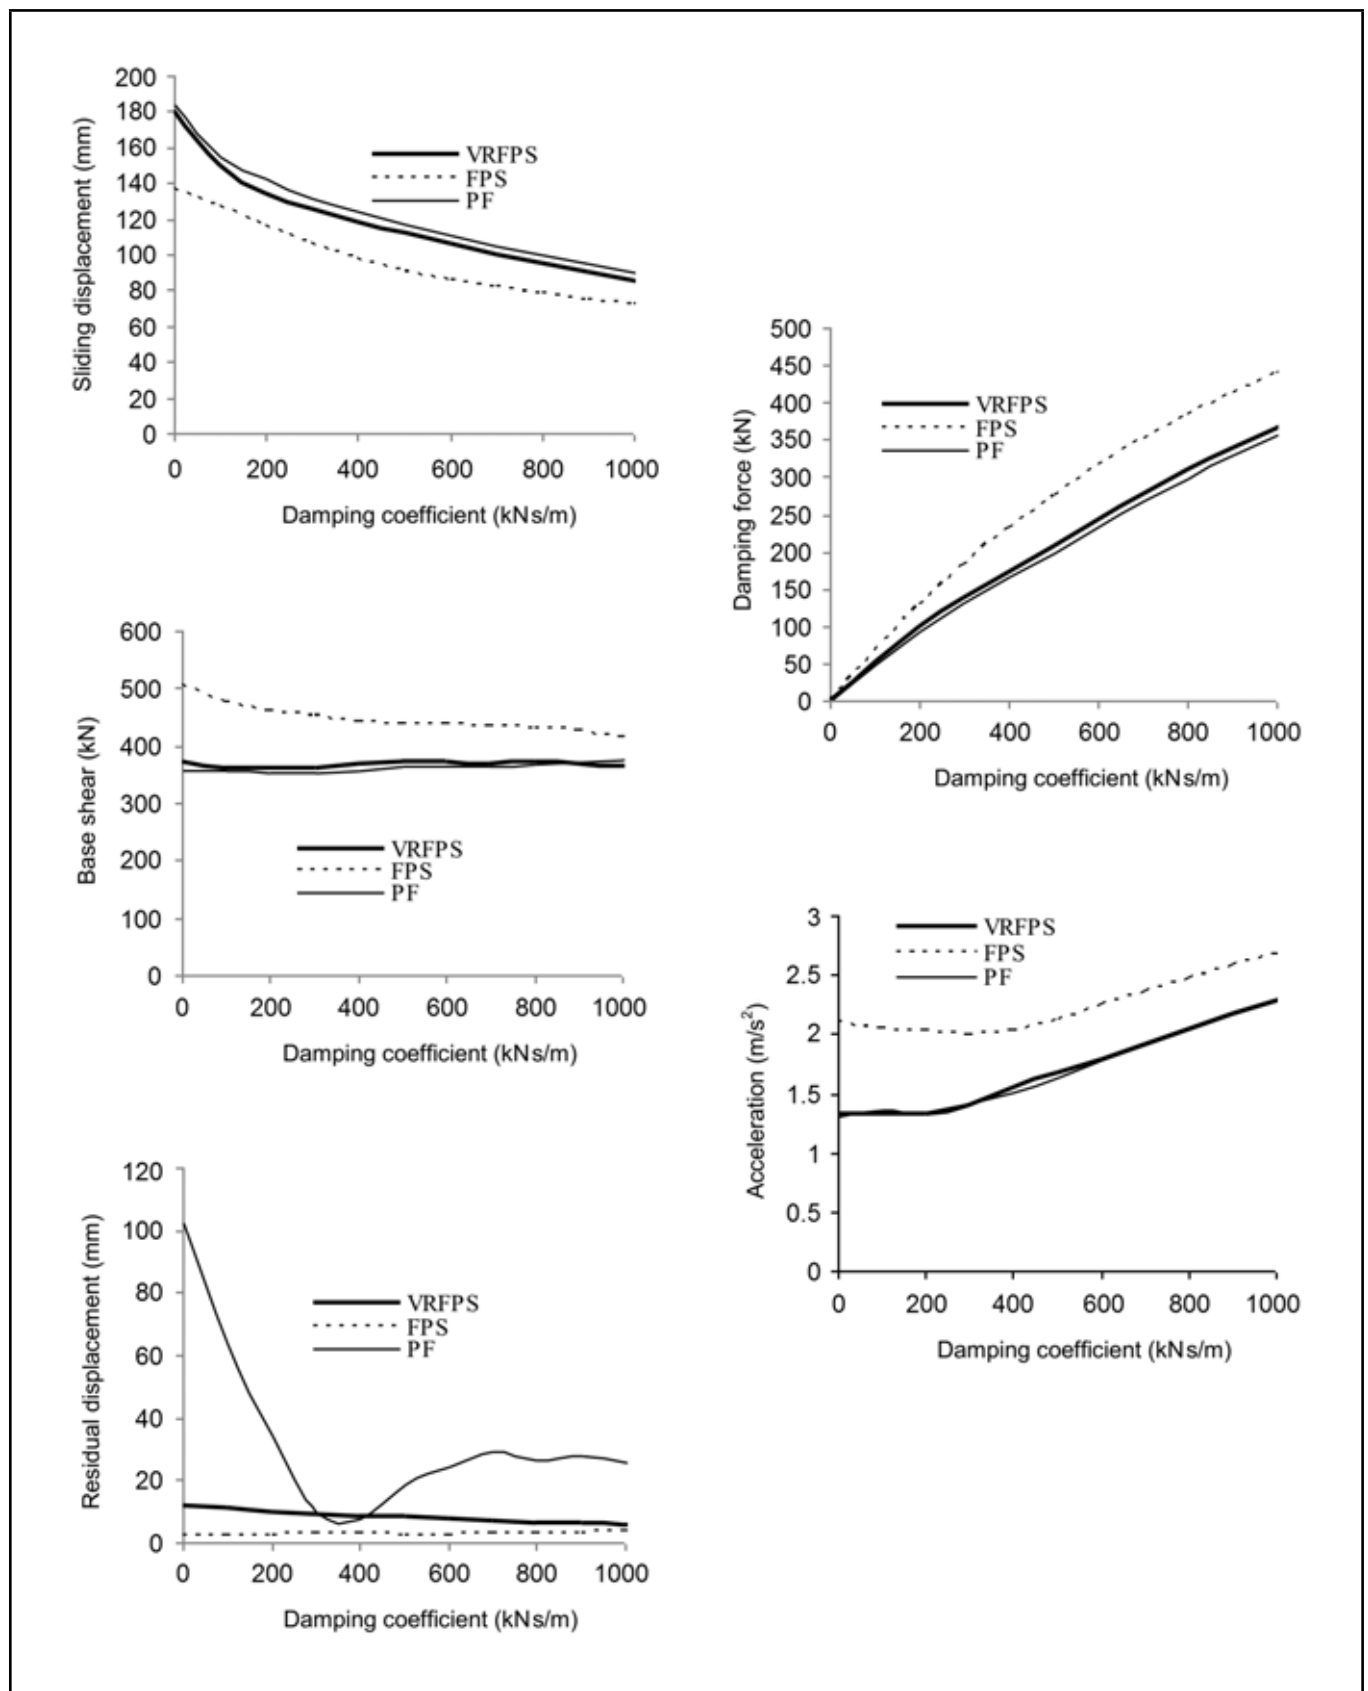 200
180
160
140
120
100
80
60
40
20
0
Sliding displacement (mm)
VRFPS
FPS
PF
0 200 400 600 800 1000
Damping coefficient (kNs/m)
500
450
400
350
300
250
200
150
100
50
0
Damping force (kN)
VRFPS
FPS
PF
0 200 400 600 800 1000
Damping coefficient (kNs/m)
600
500
400
300
200
100
0
Base shear (kN)
VRFPS
FPS
PF
0 200 400 600 800 1000
Damping coefficient (kNs/m)
3
2.5
2
1.5
1
0.5
0
Acceleration (m/s²)
VRFPS
FPS
PF
0 200 400 600 800 1000
Damping coefficient (kNs/m)
120
100
80
60
40
20
0
Residual displacement (mm)
VRFPS
FPS
PF
0 200 400 600 800 1000
Damping coefficient (kNs/m)